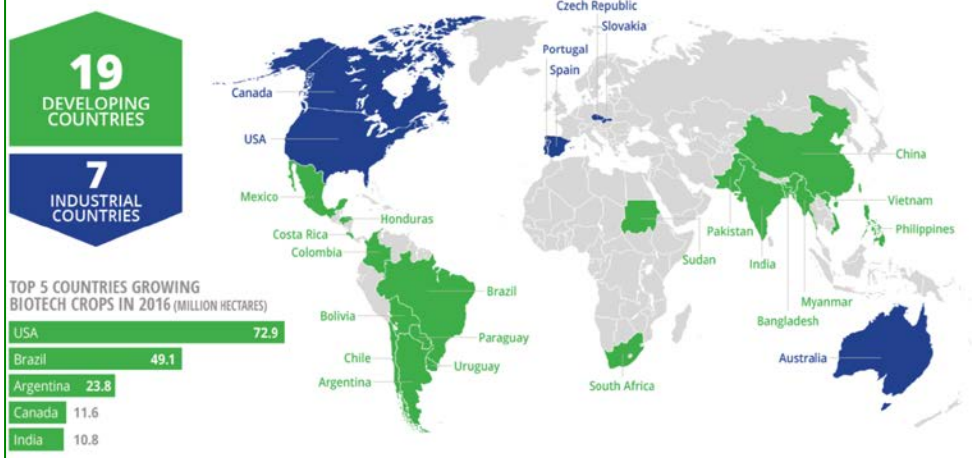 19
DEVELOPING
COUNTRIES
7
INDUSTRIAL
COUNTRIES
TOP 5 COUNTRIES GROWING
BIOTECH CROPS IN 2016 (MILLION HECTARES)
USA 72.9
Brazil 49.1
Argentina 23.8
Canada 11.6
India 10.8
Czech Republic
Slovakia
Portugal
Spain
Canada
USA
Mexico
Honduras
Costa Rica
Colombia
Brazil
Bolivia
Paraguay
Chile
Uruguay
Argentina
China
Vietnam
Pakistan
Philippines
Sudan
India
Myanmar
Bangladesh
Australia
South Africa